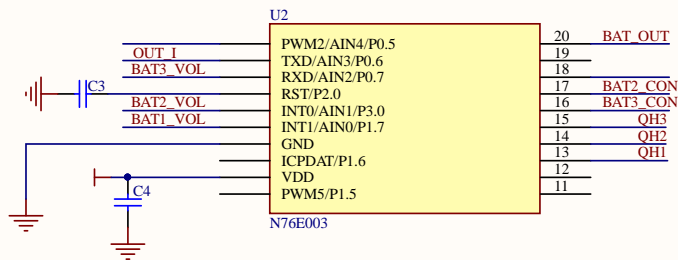 U2
PWM2/AIN4/P0.5
20
BAT_OUT
OUT_I
TXD/AIN3/P0.6
19
BAT3_VOL
RXD/AIN2/P0.7
18
C3
RST/P2.0
17
BAT2_CON
BAT2_VOL
INT0/AIN1/P3.0
16
BAT3_CON
BAT1_VOL
INT1/AIN0/P1.7
15
QH3
GND
14
QH2
ICPDAT/P1.6
13
QH1
VDD
12
C4
PWM5/P1.5
11
N76E003